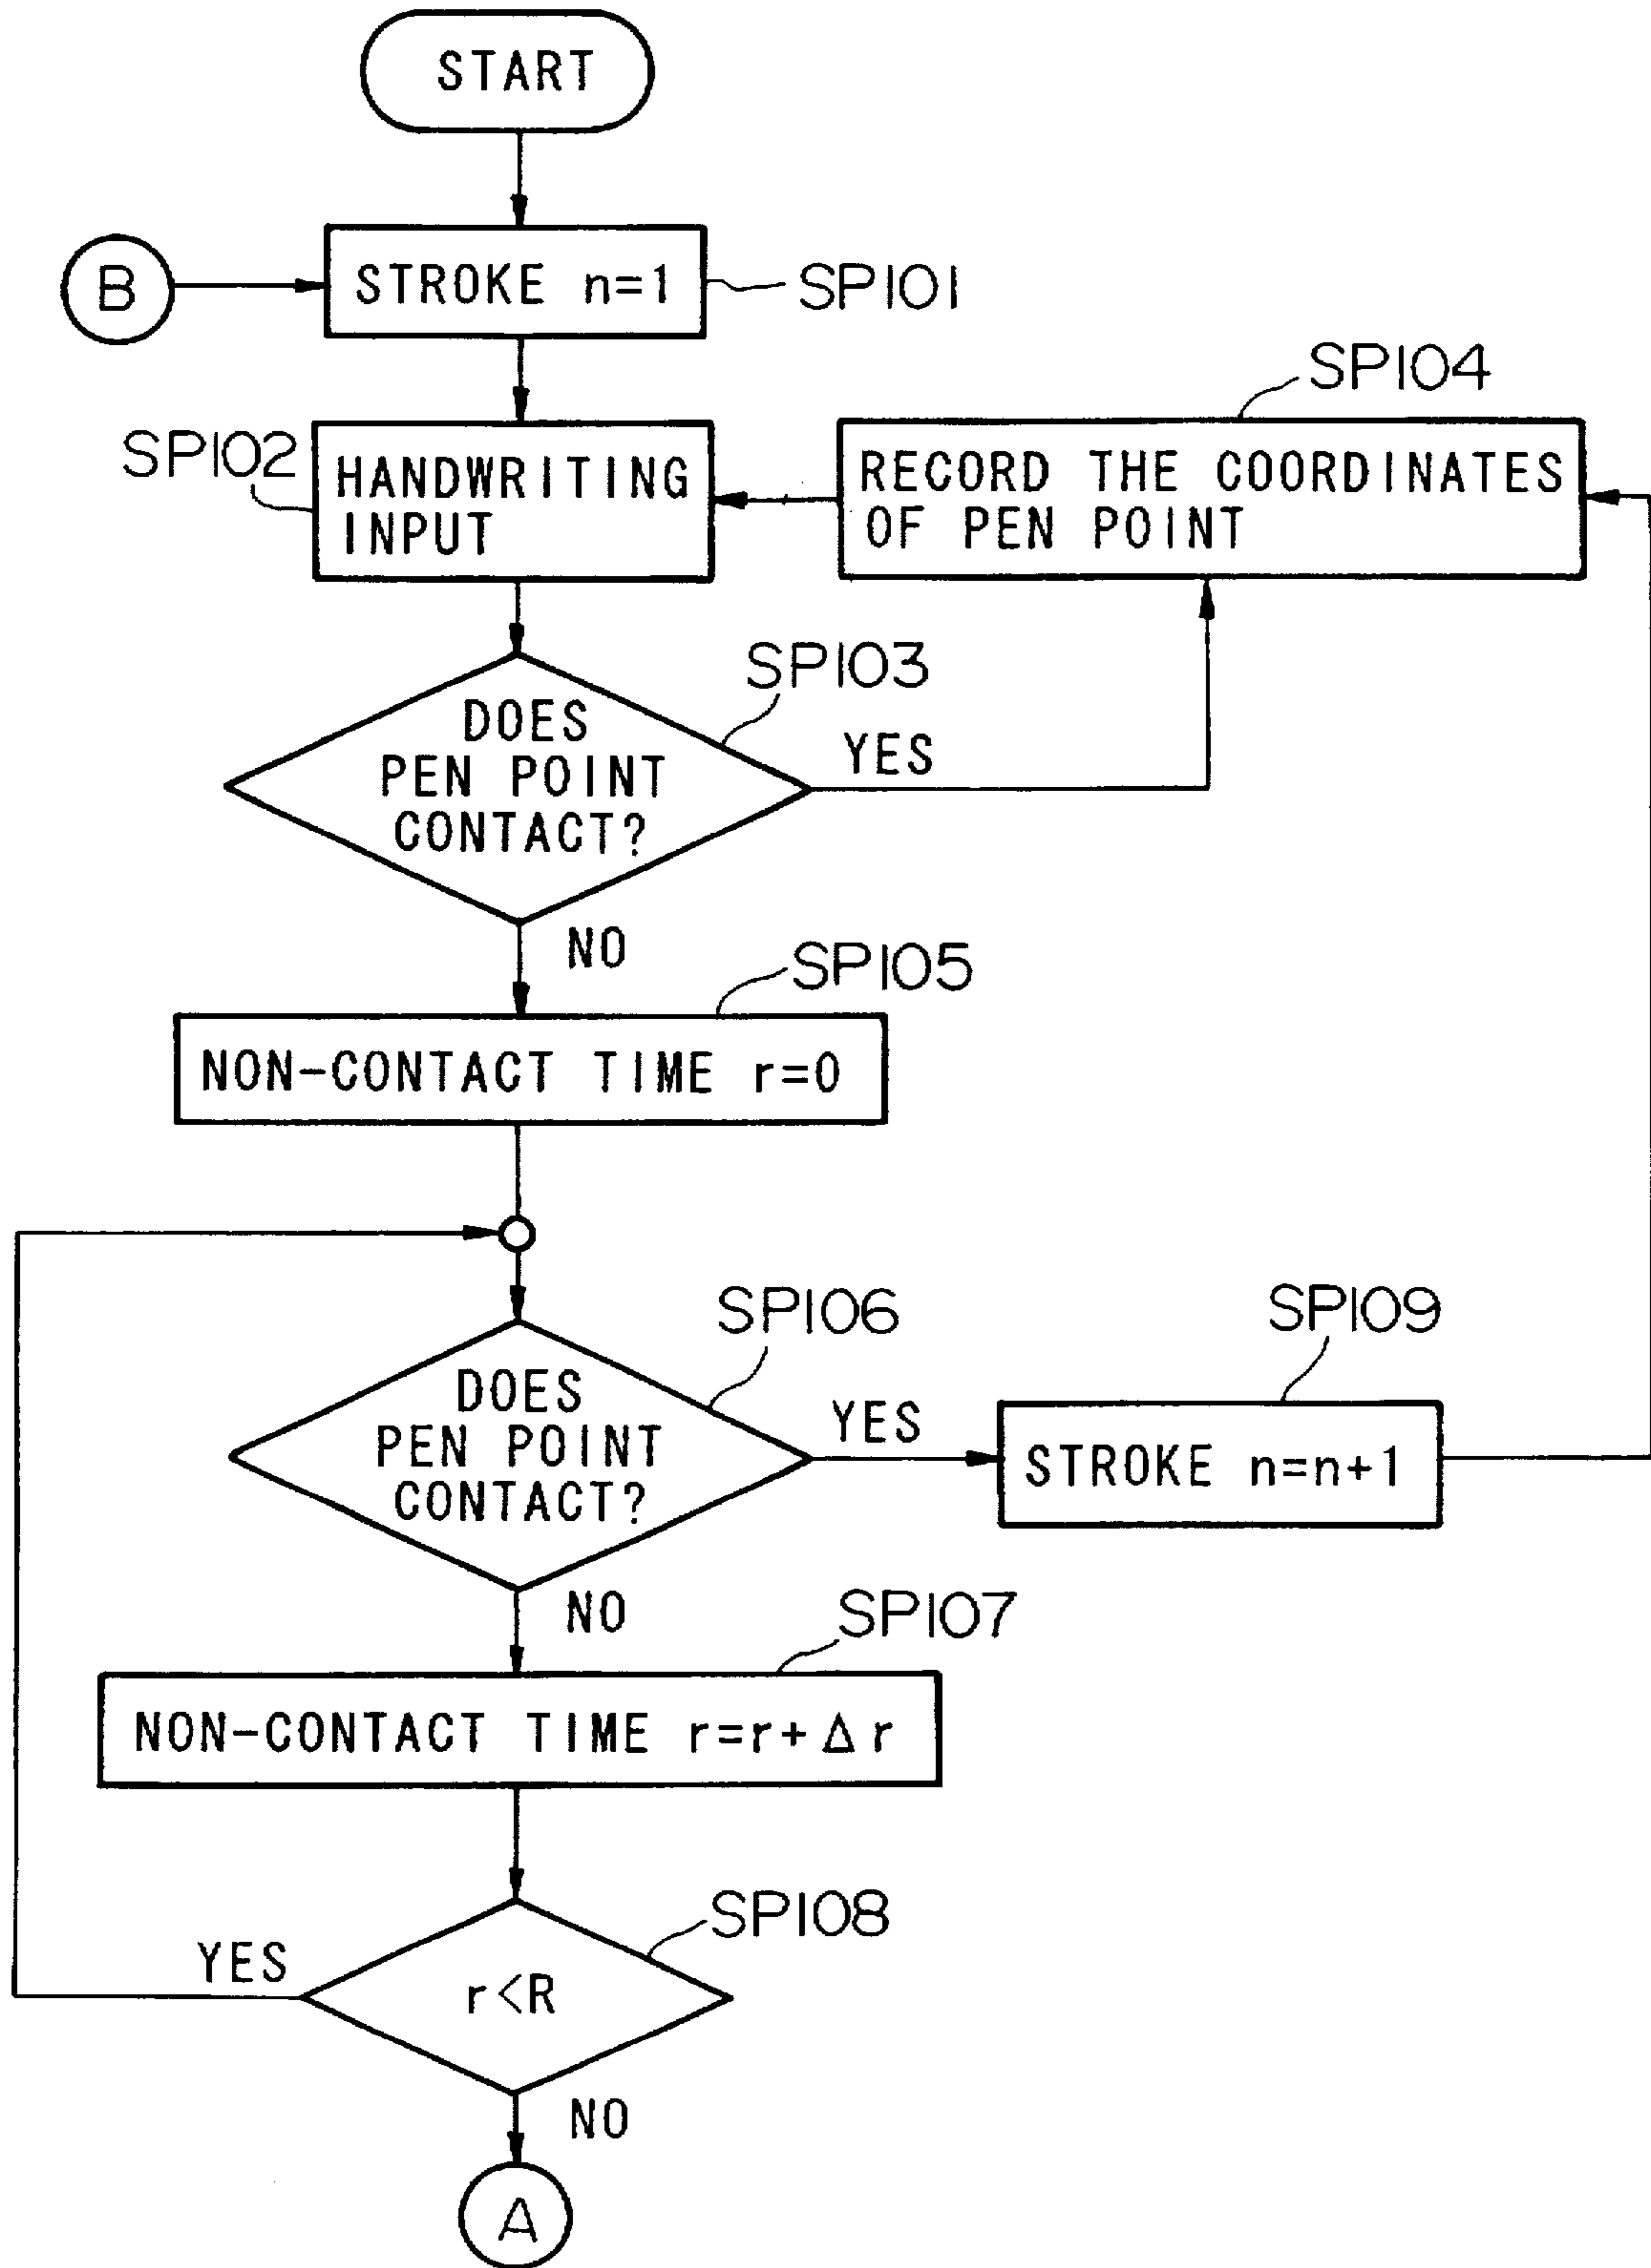 START
B
STROKE n=1
SP101
SP104
SP102
HANDWRITING
INPUT
RECORD THE COORDINATES
OF PEN POINT
SP103
DOES
PEN POINT
CONTACT?
YES
NO
SP105
NON-CONTACT TIME r=0
SP106
SP109
DOES
PEN POINT
CONTACT?
YES
STROKE n=n+1
NO
SP107
NON-CONTACT TIME r=r+Δr
SP108
YES
r<R
NO
A